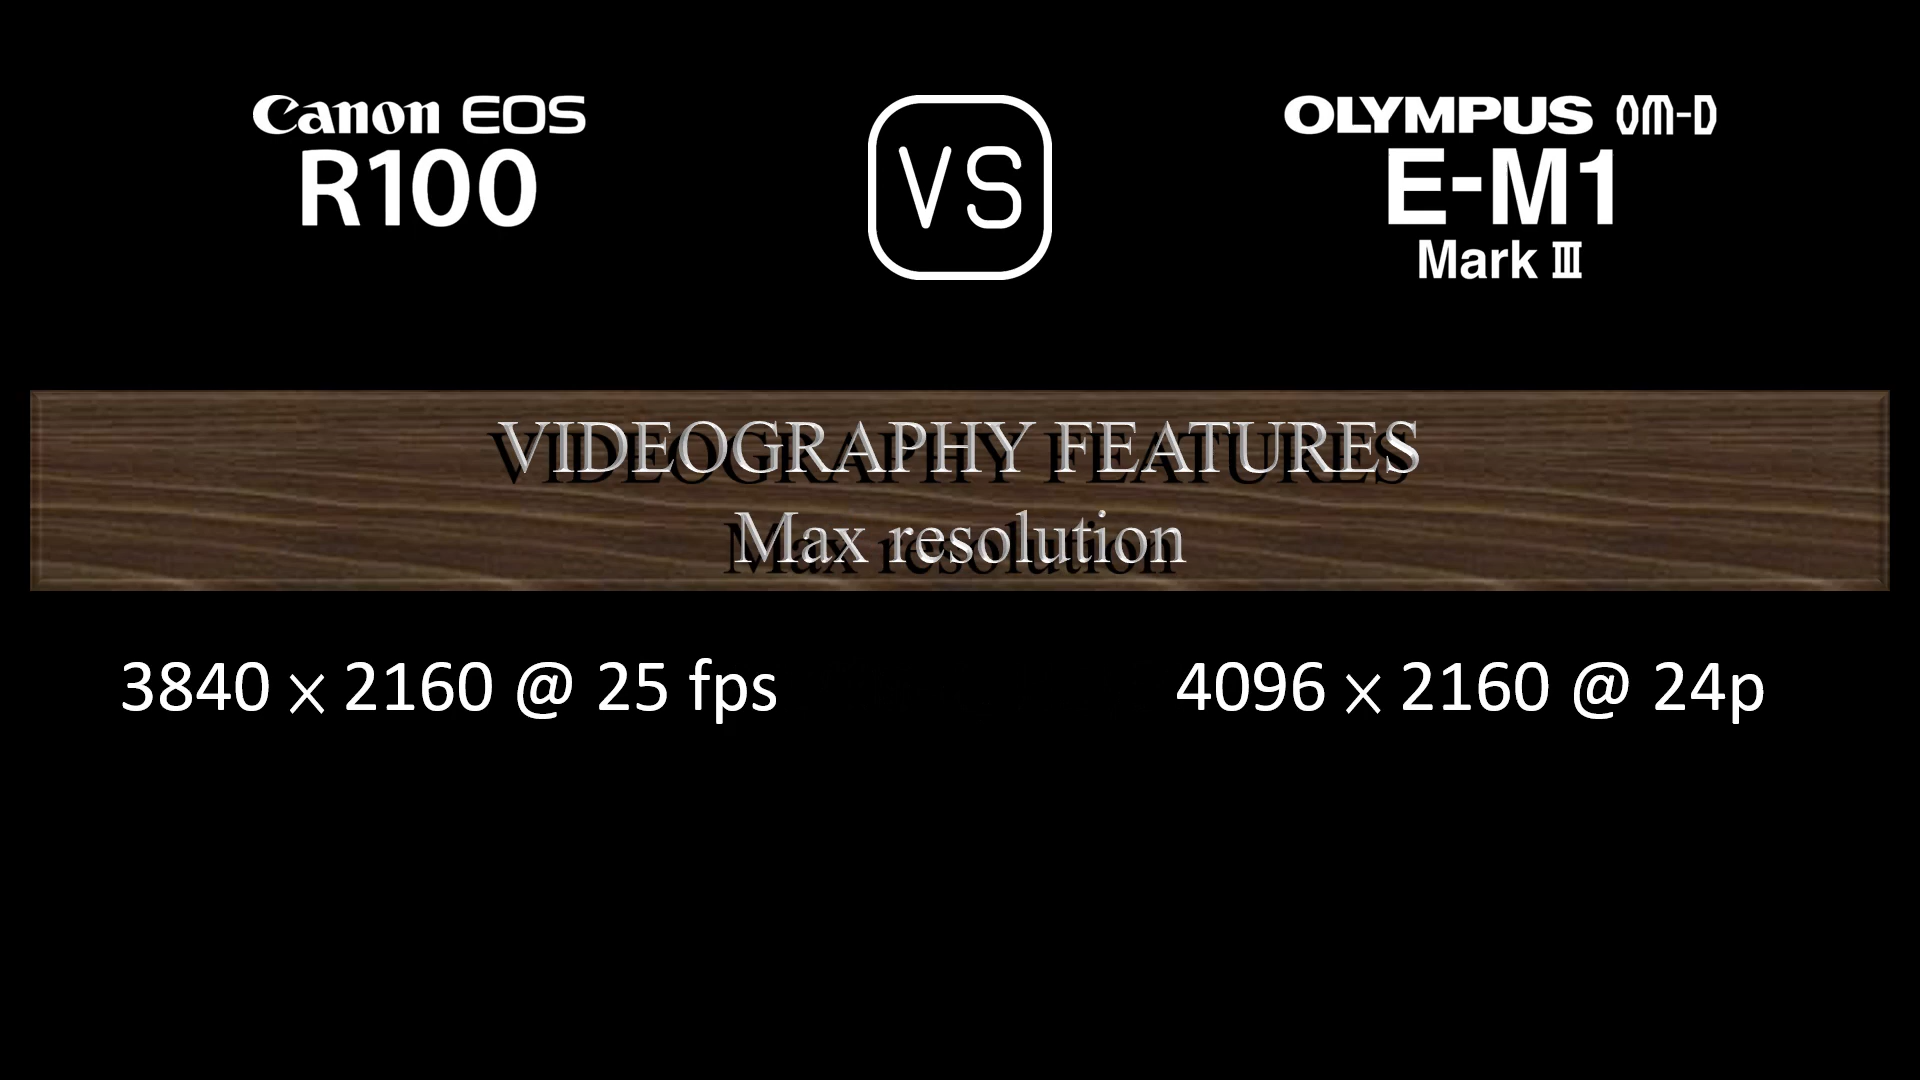 Canon EOS
R100
VS
OLYMPUS OM-D
E-M1
Mark III
VIDEOGRAPHY FEATURES
Max resolution
3840 x 2160 @ 25 fps
4096 x 2160 @ 24p